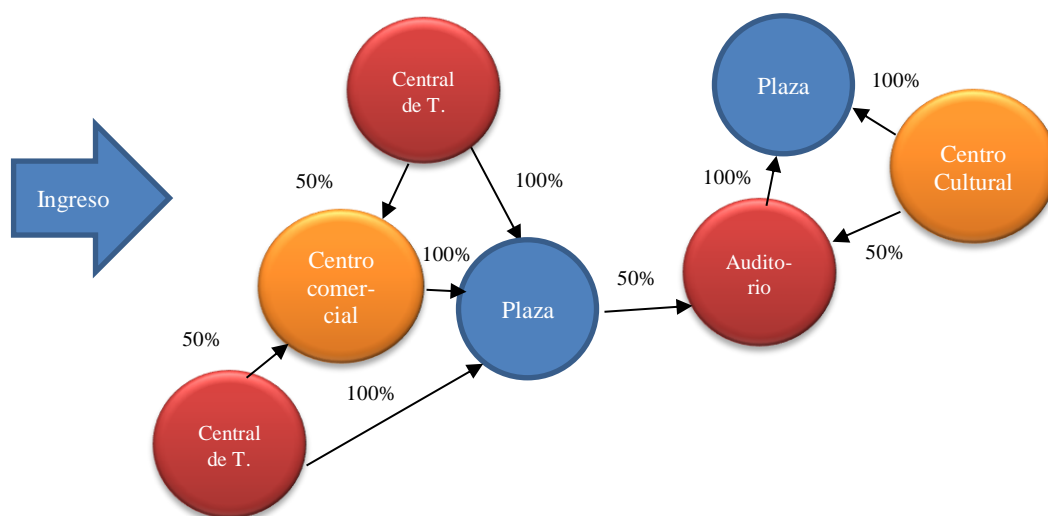 Central
de T.
Plaza
100%
Centro
Cultural
Ingreso
50%
100%
100%
50%
Centro
comer-
cial
100%
Plaza
50%
Audito-
rio
50%
100%
Central
de T.